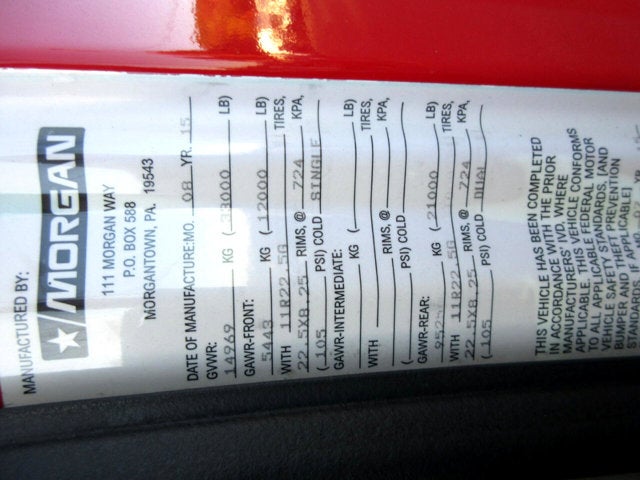 MANUFACTURED BY:
MORGAN
111 MORGAN WAY
P.O. BOX 588
MORGANTOWN, PA. 19543
DATE OF MANUFACTURE: MO. 08 YR. 15
GVWR:
14969 KG ( 33000 LB)
GAWR-FRONT:
5443 KG ( 12000 LB)
WITH 11R22.5G TIRES,
22.5X8.25 RIMS, @ 724 KPA,
( 105 PSI) COLD SINGLE
GAWR-INTERMEDIATE:
KG ( LB)
WITH TIRES,
RIMS, @ KPA,
( PSI) COLD
GAWR-REAR:
9525 KG ( 21000 LB)
WITH 11R22.5G TIRES,
22.5X8.25 RIMS, @ 724 KPA,
( 105 PSI) COLD DUAL
THIS VEHICLE HAS BEEN COMPLETED
IN ACCORDANCE WITH THE PRIOR
MANUFACTURERS' IVD, WHERE
APPLICABLE. THIS VEHICLE CONFORMS
TO ALL APPLICABLE FEDERAL MOTOR
VEHICLE SAFETY STANDARDS, [AND
BUMPER AND THEFT PREVENTION
STANDARDS, IF APPLICABLE]